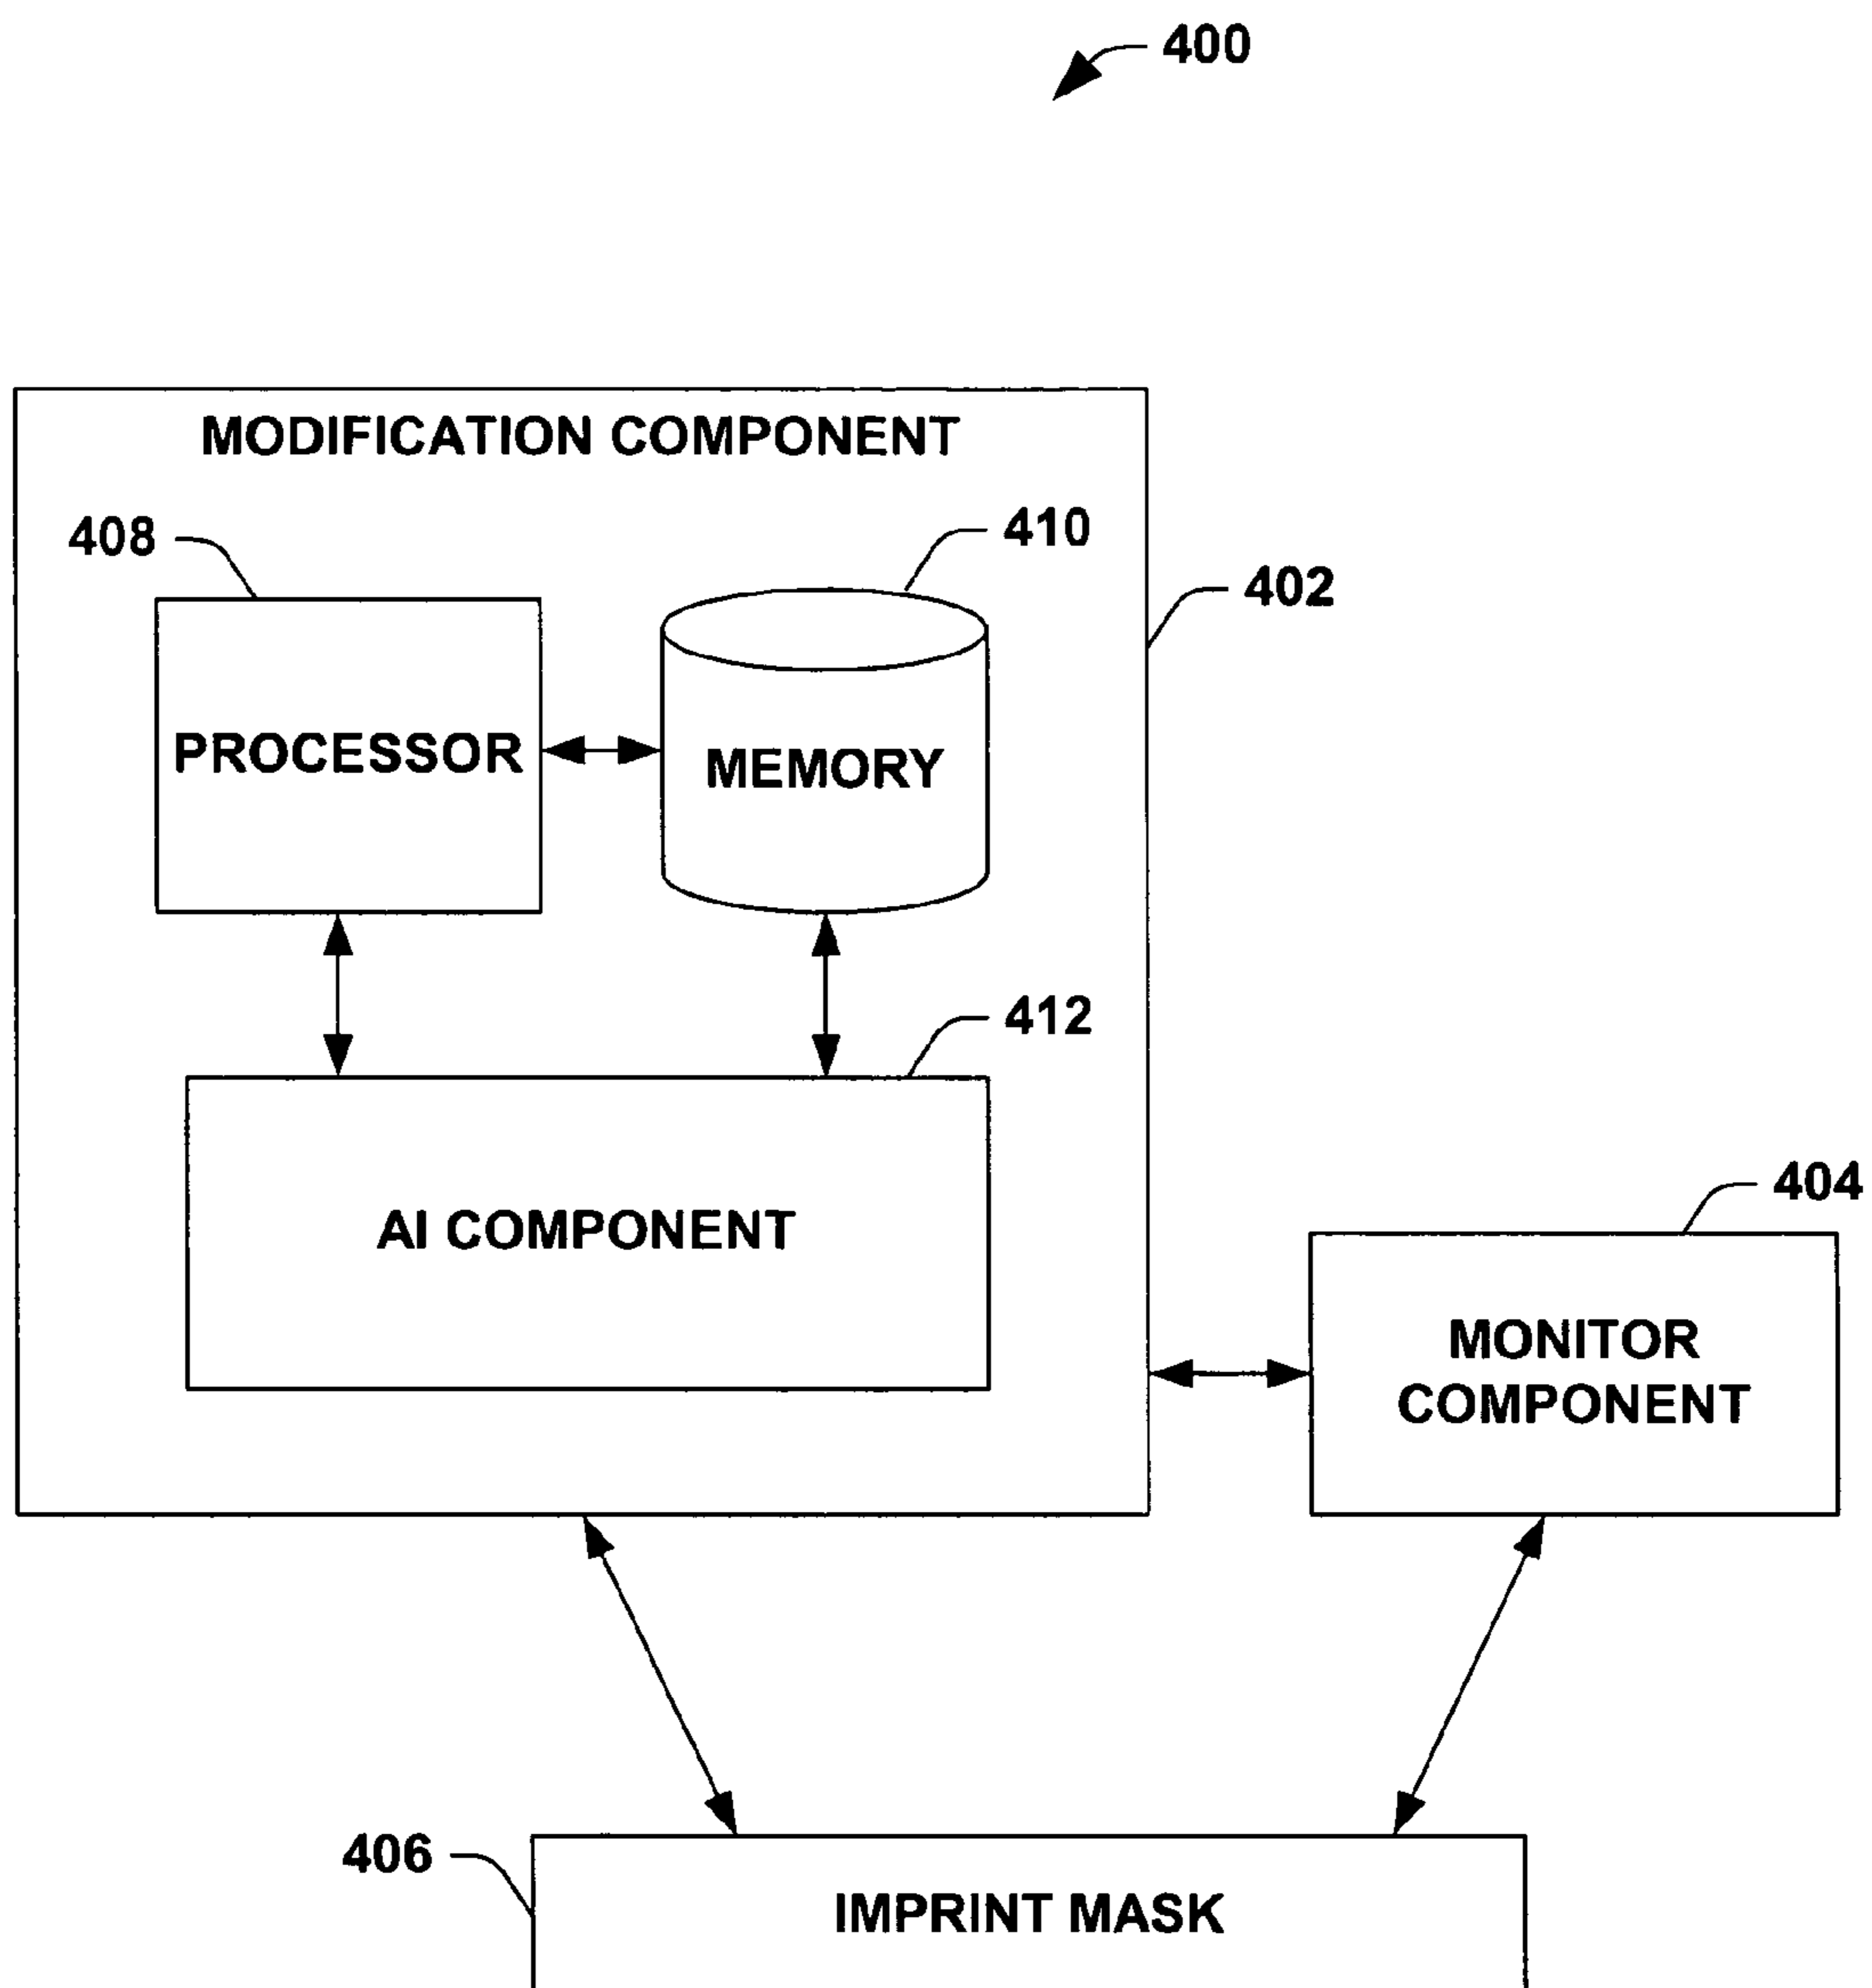 400
MODIFICATION COMPONENT
408
410
402
PROCESSOR
MEMORY
412
AI COMPONENT
404
MONITOR
COMPONENT
406
IMPRINT MASK